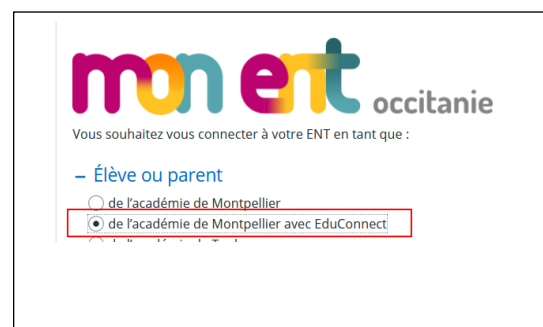 mon ent occitanie
Vous souhaitez vous connecter à votre ENT en tant que :
– Élève ou parent
de l'académie de Montpellier
de l'académie de Montpellier avec EduConnect